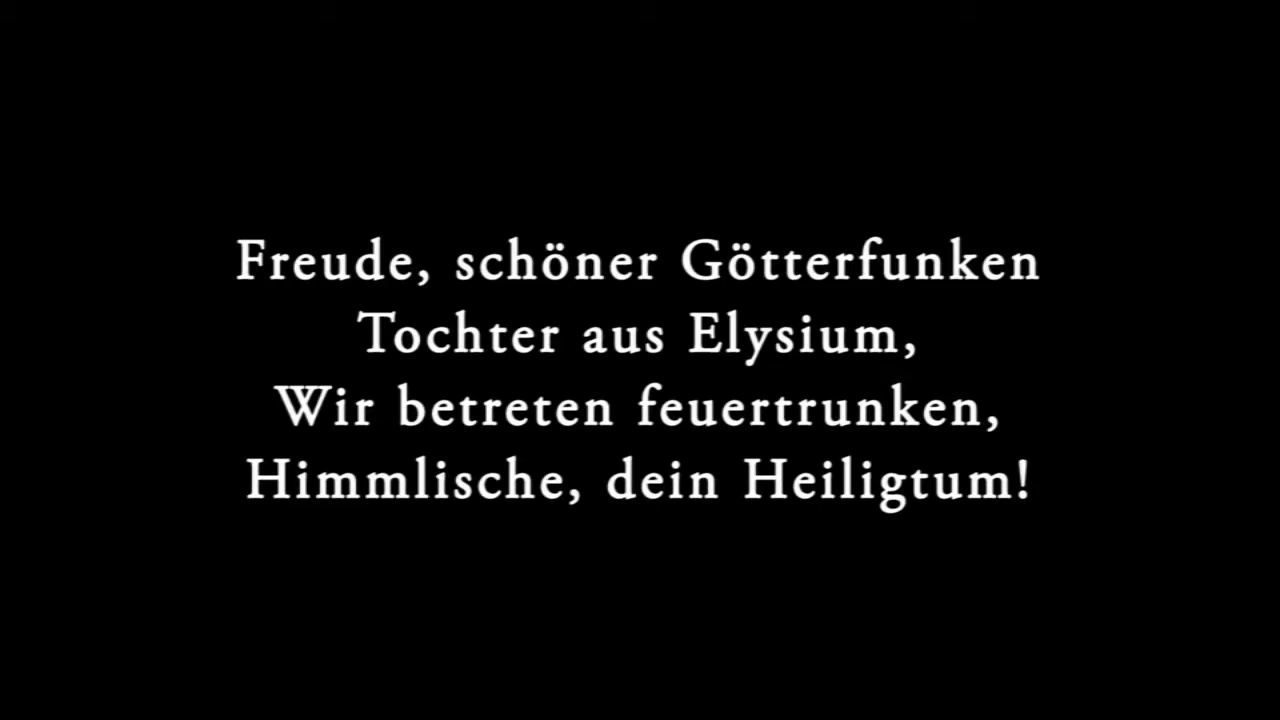 Freude, schöner Götterfunken
Tochter aus Elysium,
Wir betreten feuertrunken,
Himmlische, dein Heiligtum!